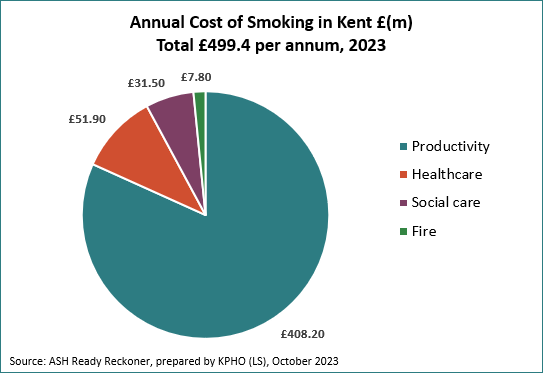 Annual Cost of Smoking in Kent £(m)
Total £499.4 per annum, 2023
£7.80
£31.50
£51.90
£408.20
Productivity
Healthcare
Social care
Fire
Source: ASH Ready Reckoner, prepared by KPHO (LS), October 2023